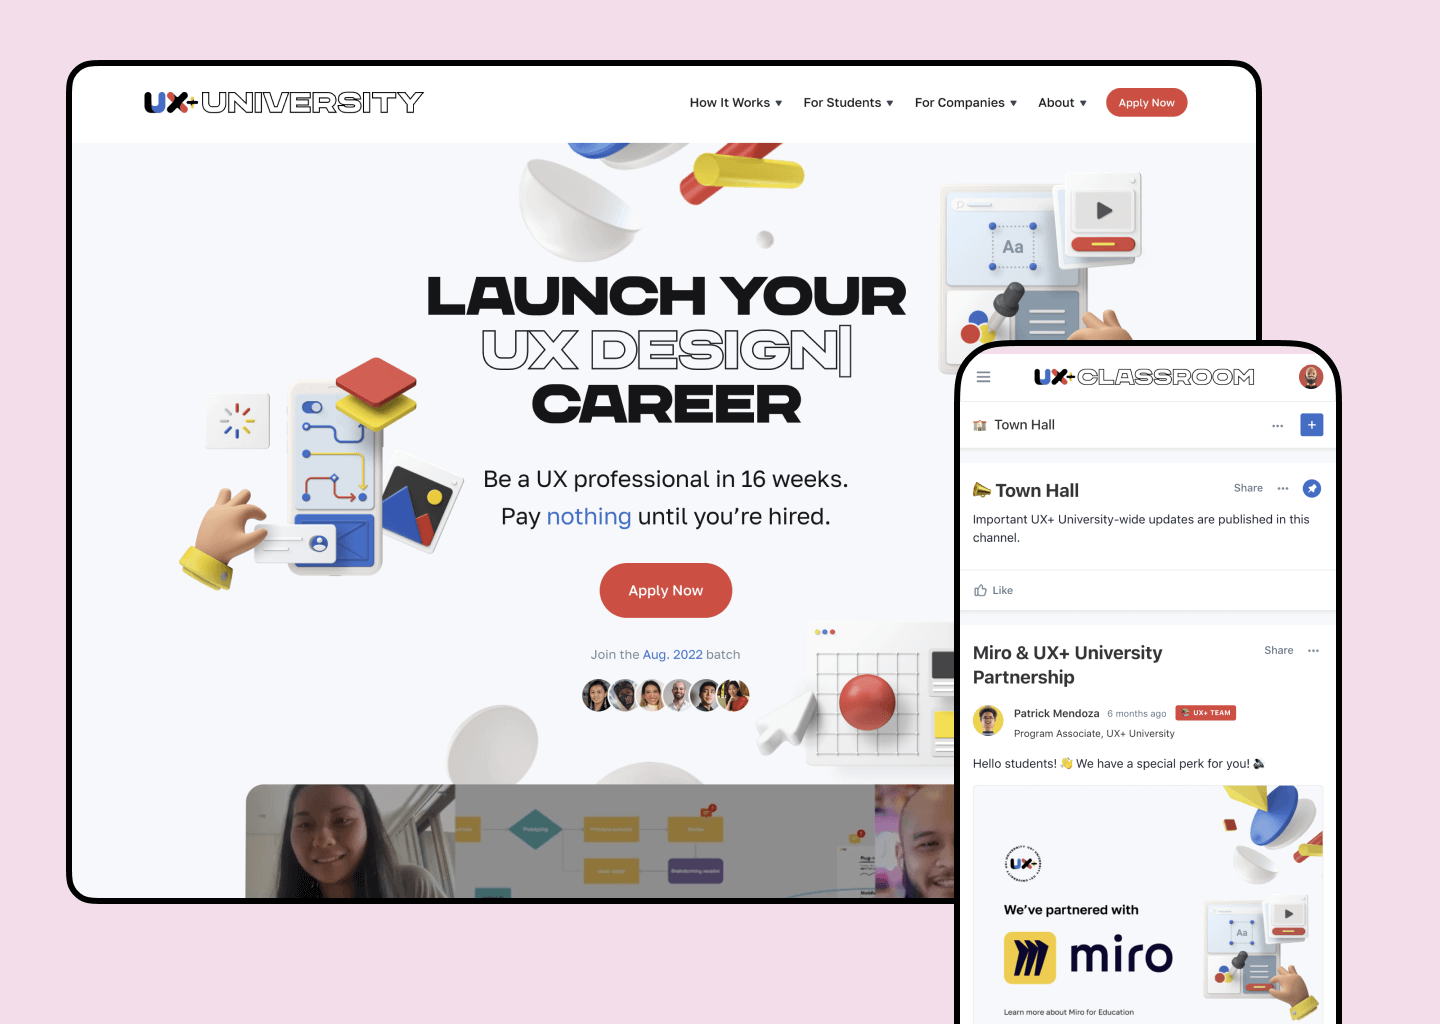 UX+UNIVERSITY
How It Works ▼ For Students ▼ For Companies ▼ About ▼ Apply Now
LAUNCH YOUR
UX DESIGN|
CAREER
Be a UX professional in 16 weeks.
Pay nothing until you’re hired.
Apply Now
Join the Aug. 2022 batch
Aa
Prototyping
UX+CLASSROOM
Town Hall
Town Hall
Share
Important UX+ University-wide updates are published in this
channel.
Like
Miro & UX+ University
Partnership
Share
Patrick Mendoza 6 months ago UX+ TEAM
Program Associate, UX+ University
Hello students! 👋 We have a special perk for you! 🔉
UX+
We’ve partnered with
miro
Aa
Learn more about Miro for Education